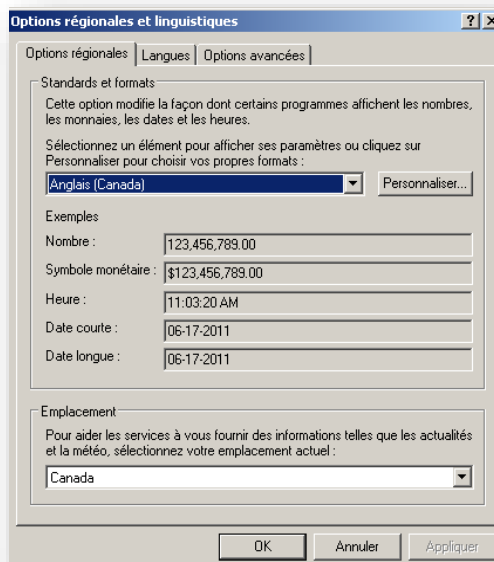 Options régionales et linguistiques
Options régionales Langues Options avancées
Standards et formats
Cette option modifie la façon dont certains programmes affichent les nombres,
les monnaies, les dates et les heures.
Sélectionnez un élément pour afficher ses paramètres ou cliquez sur
Personnaliser pour choisir vos propres formats :
Anglais (Canada) Personnaliser...
Exemples
Nombre : 123,456,789.00
Symbole monétaire : $123,456,789.00
Heure : 11:03:20 AM
Date courte : 06-17-2011
Date longue : 06-17-2011
Emplacement
Pour aider les services à vous fournir des informations telles que les actualités
et la météo, sélectionnez votre emplacement actuel :
Canada
OK Annuler Appliquer